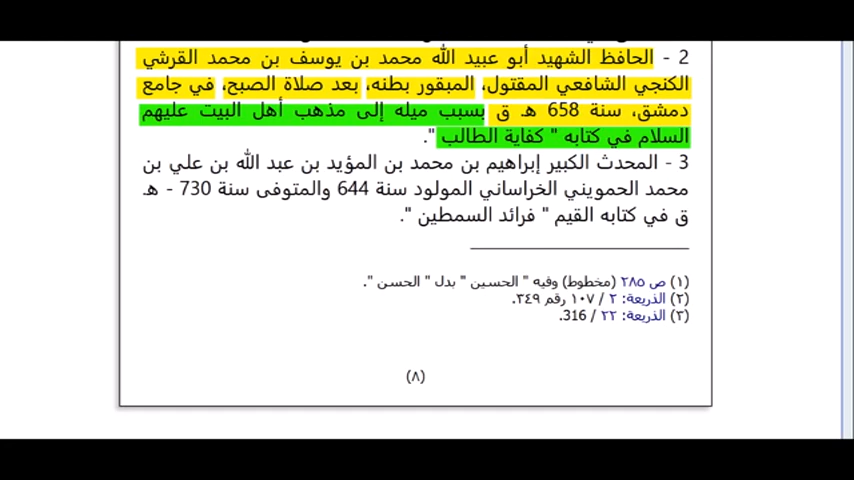 2 - الحافظ الشهيد أبو عبيد الله محمد بن يوسف بن محمد القرشي
الكنجي الشافعي المقتول، المبقور بطنه، بعد صلاة الصبح، في جامع
دمشق، سنة 658 هـ ق بسبب ميله إلى مذهب أهل البيت عليهم
السلام في كتابه " كفاية الطالب ".
3 - المحدث الكبير إبراهيم بن محمد بن المؤيد بن عبد الله بن علي بن
محمد الحمويني الخراساني المولود سنة 644 والمتوفى سنة 730 - هـ
ق في كتابه القيم " فرائد السمطين ".
(١) ص ٢٨٥ (مخطوط) وفيه " الحسين " بدل " الحسن ".
(٢) الذريعة: ٢ / ١٠٧ رقم ٣٤٩.
(٣) الذريعة: ٢٢ / 316.
(٨)